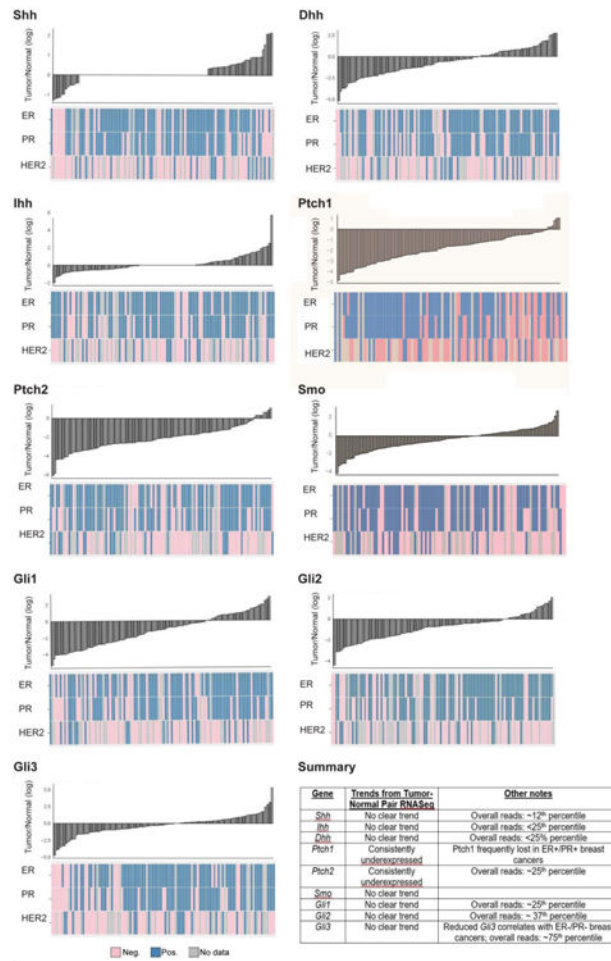 Shh
Dhh
Tumor/Normal (log)
Tumor/Normal (log)
ER
PR
HER2
ER
PR
HER2
Ihh
Ptch1
Tumor/Normal (log)
Tumor/Normal (log)
ER
PR
HER2
ER
PR
HER2
Ptch2
Smo
Tumor/Normal (log)
Tumor/Normal (log)
ER
PR
HER2
ER
PR
HER2
Gli1
Gli2
Tumor/Normal (log)
Tumor/Normal (log)
ER
PR
HER2
ER
PR
HER2
Gli3
Tumor/Normal (log)
ER
PR
HER2
Neg. Pos. No data
Summary
Gene Trends from Tumor-Normal Pair RNASeq Other notes
Shh No clear trend Overall reads: ~12th percentile
Ihh No clear trend Overall reads: <25th percentile
Dhh No clear trend Overall reads: <25% percentile
Ptch1 Consistently underexpressed Ptch1 frequently lost in ER+/PR+ breast cancers
Ptch2 Consistently underexpressed Overall reads: ~25th percentile
Smo No clear trend
Gli1 No clear trend Overall reads: ~25th percentile
Gli2 No clear trend Overall reads: ~ 37th percentile
Gli3 No clear trend Reduced Gli3 correlates with ER-/PR- breast cancers; overall reads: ~75th percentile